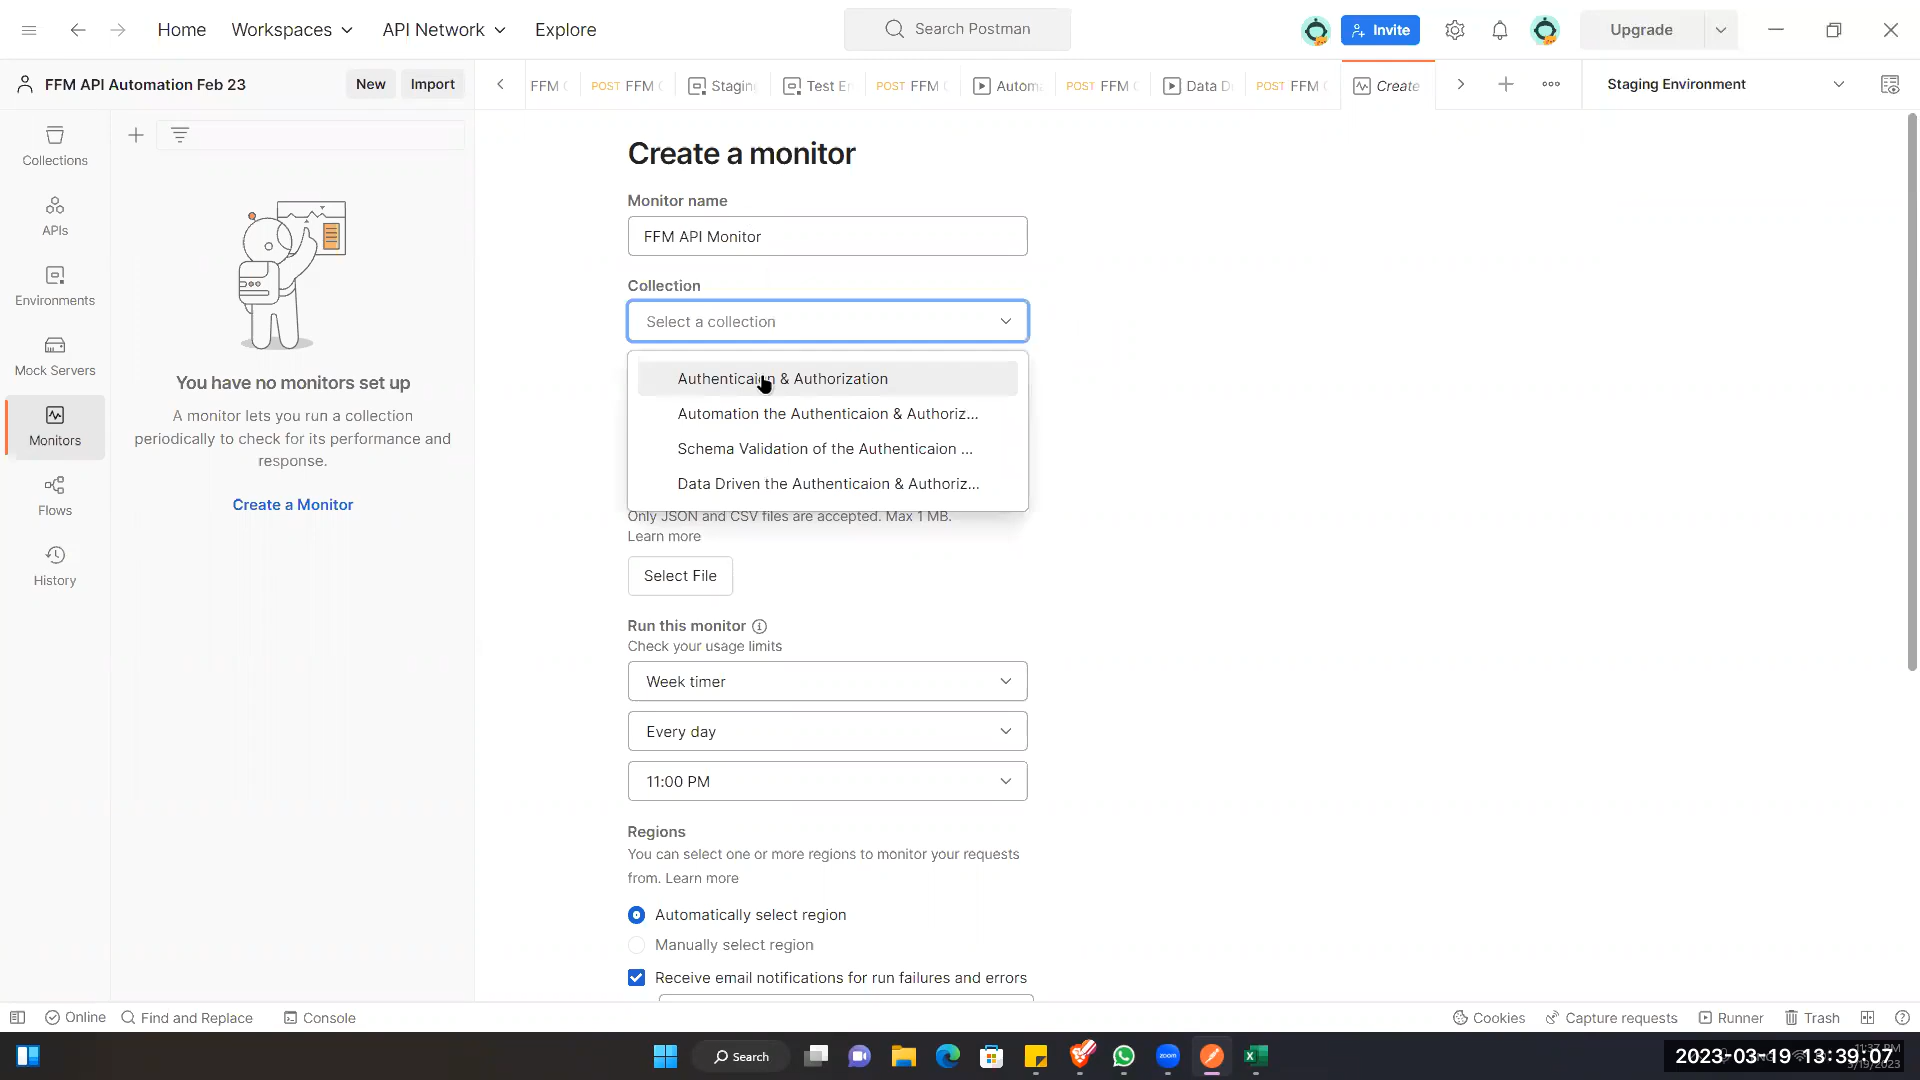 Home Workspaces API Network Explore Search Postman Invite Upgrade
FFM API Automation Feb 23 New Import FFM POST FFM Staging Test E POST FFM Autom POST FFM Data D POST FFM Create Staging Environment
Collections
APIs
Environments
Mock Servers
Monitors
Flows
History
You have no monitors set up
A monitor lets you run a collection
periodically to check for its performance and
response.
Create a Monitor
Create a monitor
Monitor name
FFM API Monitor
Collection
Select a collection
Authenticaion & Authorization
Automation the Authenticaion & Authoriz...
Schema Validation of the Authenticaion ...
Data Driven the Authenticaion & Authoriz...
Only JSON and CSV files are accepted. Max 1 MB.
Learn more
Select File
Run this monitor
Check your usage limits
Week timer
Every day
11:00 PM
Regions
You can select one or more regions to monitor your requests
from. Learn more
Automatically select region
Manually select region
Receive email notifications for run failures and errors
Online Find and Replace Console Cookies Capture requests Runner Trash
Search zoom
2023-03-19 13:39:07